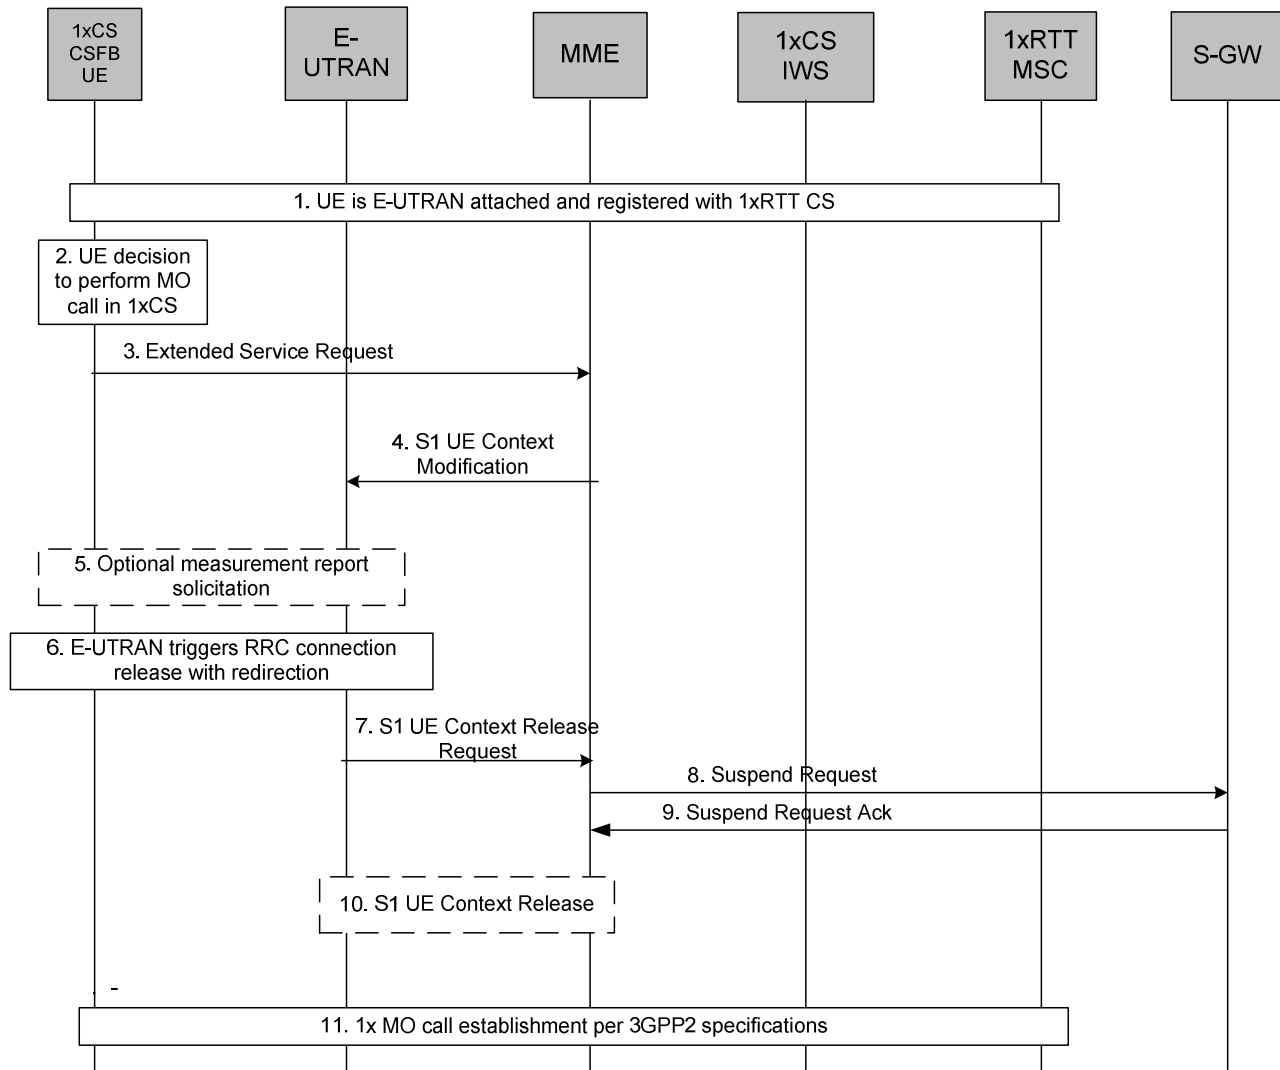 1xCS
CSFB
UE
E-
UTRAN
MME
1xCS
IWS
1xRTT
MSC
S-GW
1. UE is E-UTRAN attached and registered with 1xRTT CS
2. UE decision
to perform MO
call in 1xCS
3. Extended Service Request
4. S1 UE Context
Modification
5. Optional measurement report
solicitation
6. E-UTRAN triggers RRC connection
release with redirection
7. S1 UE Context Release
Request
8. Suspend Request
9. Suspend Request Ack
10. S1 UE Context Release
. -
11. 1x MO call establishment per 3GPP2 specifications